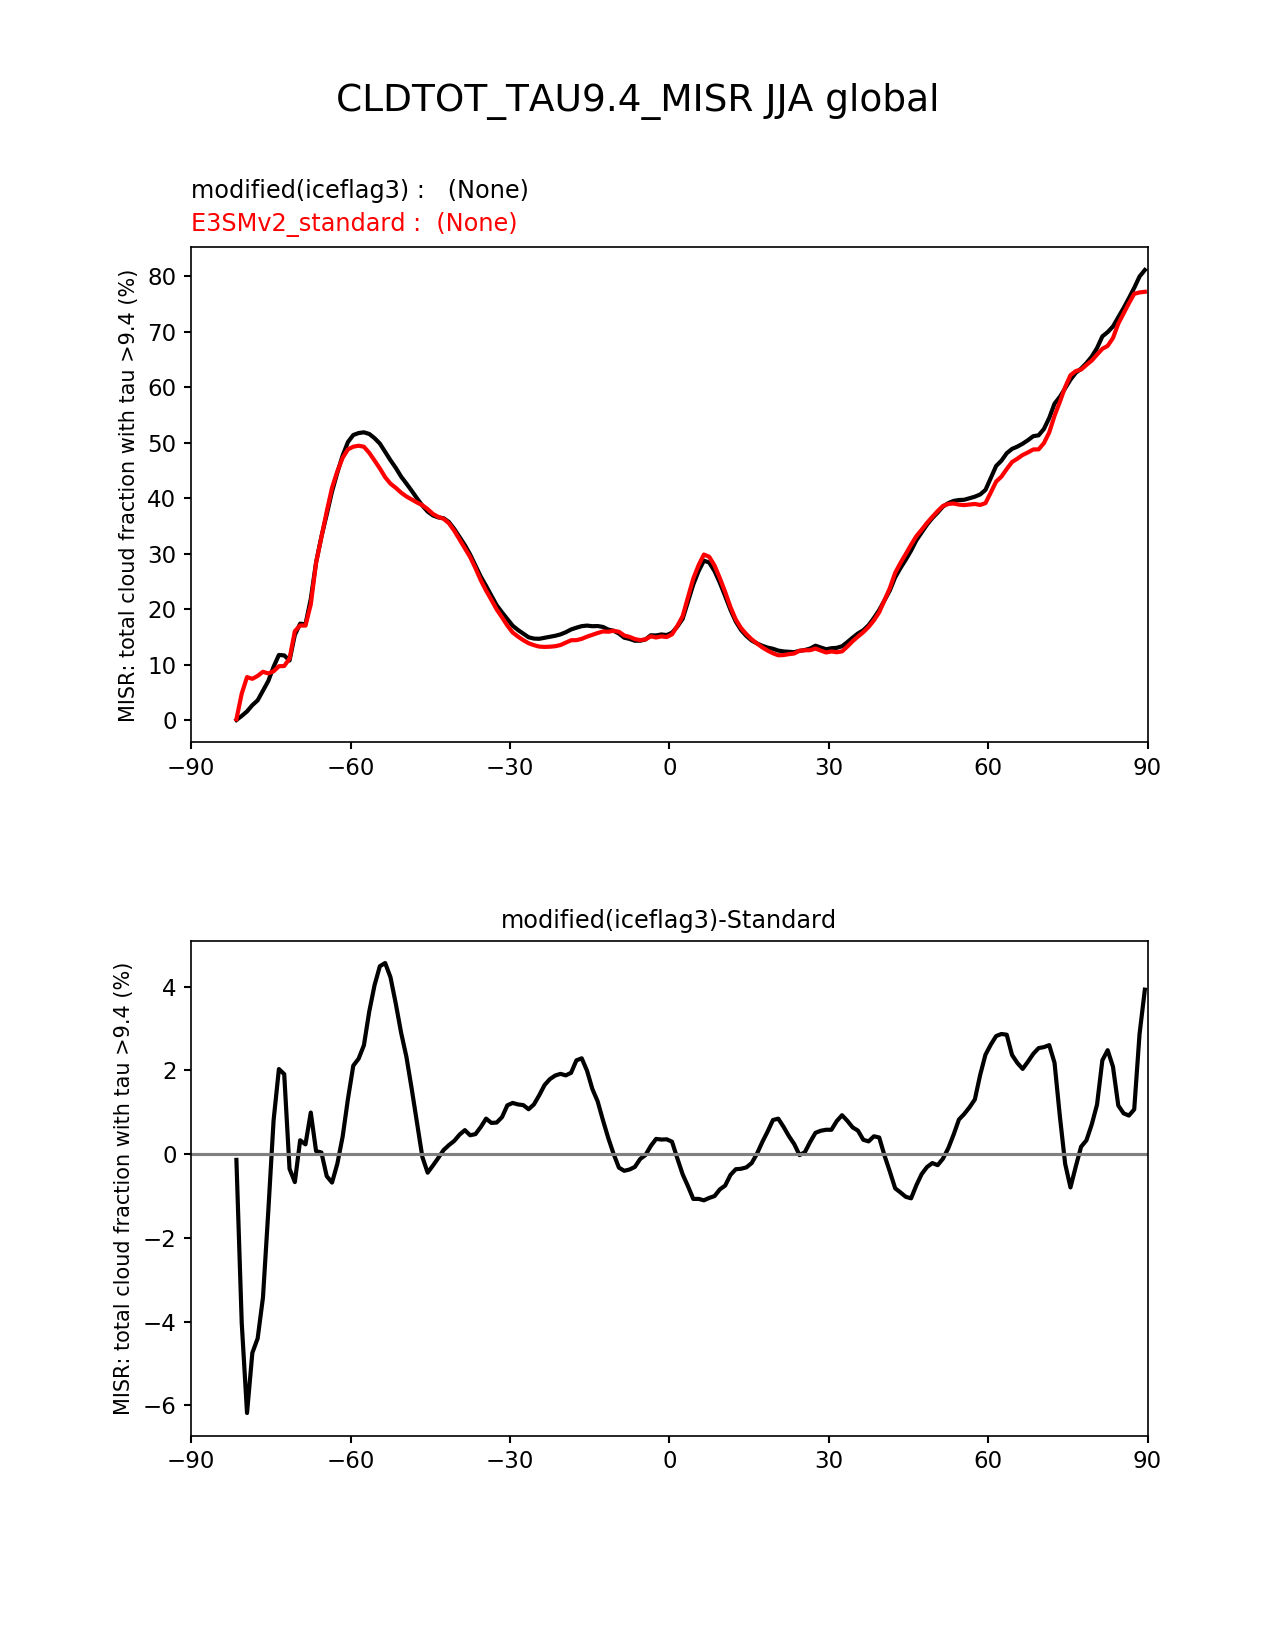 CLDTOT_TAU9.4_MISR JJA global
modified(iceflag3) :   (None)
E3SMv2_standard :  (None)
MISR: total cloud fraction with tau >9.4 (%)
80
70
60
50
40
30
20
10
0
−90 −60 −30 0 30 60 90
modified(iceflag3)-Standard
MISR: total cloud fraction with tau >9.4 (%)
4
2
0
−2
−4
−6
−90 −60 −30 0 30 60 90